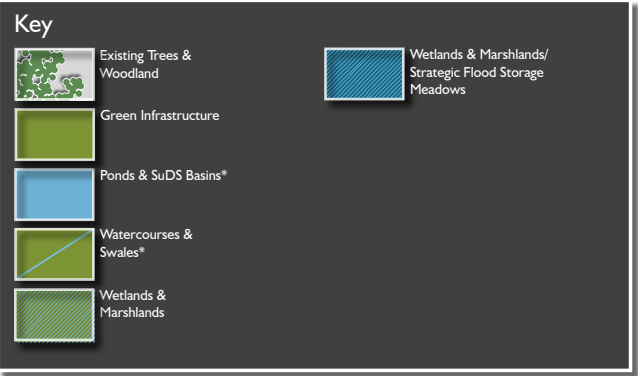 Key
Existing Trees &
Woodland
Green Infrastructure
Ponds & SuDS Basins*
Watercourses &
Swales*
Wetlands &
Marshlands
Wetlands & Marshlands/
Strategic Flood Storage
Meadows